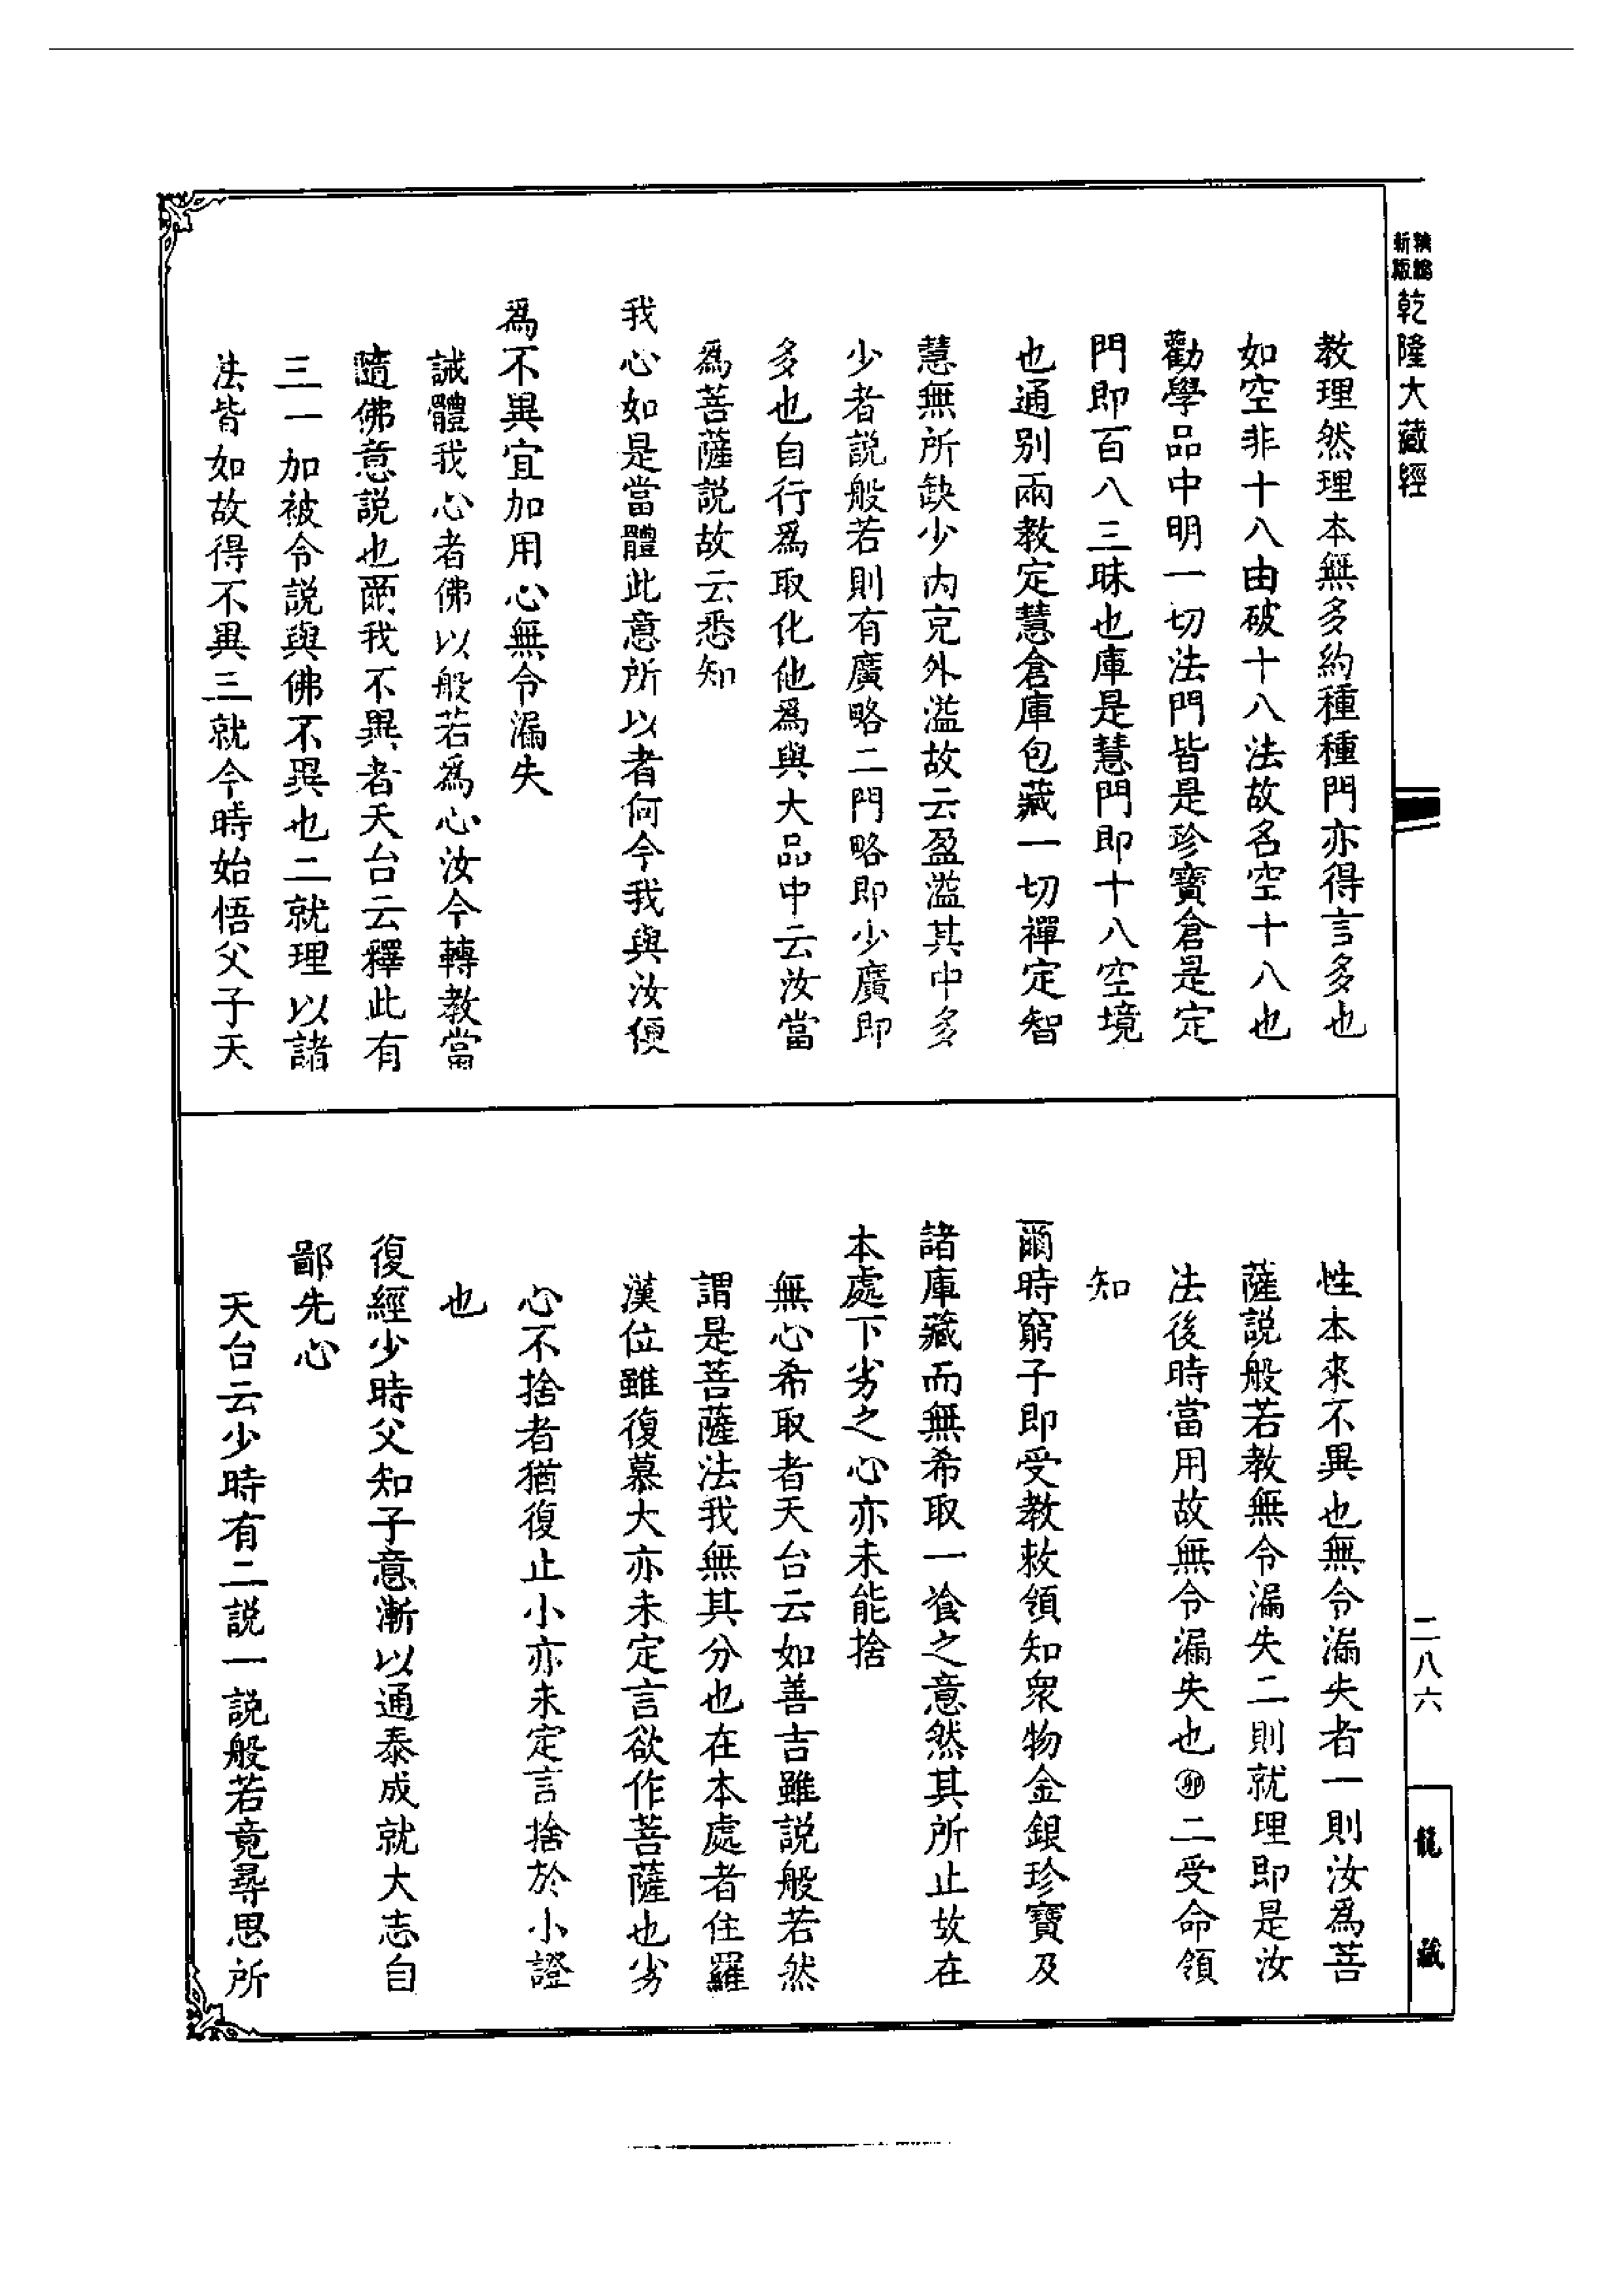 新版
精編
乾隆大藏經
教理然理本無多約種種門亦得言多也
如空非十八由破十八法故名空十八也
勸學品中明一切法門皆是珍寶倉是定
門即百八三昧也庫是慧門即十八空境
也通別兩教定慧倉庫包藏一切禪定智
慧無所缺少內充外溢故云盈溢其中多
少者說般若則有廣略二門略即少廣即
多也自行為取化他為與大品中云汝當
為菩薩說故云悉知
我心如是當體此意所以者何今我與汝便
為不異宜加用心無令漏失
誡體我心者佛以般若為心汝今轉教當
隨佛意說也爾我不異者天台云釋此有
三一加被令說與佛不異也二就理以諸
法皆如故得不異三就今時始悟父子天
性本來不異也無令漏失者一則汝為菩
薩說般若教無令漏失二則就理即是汝
法後時當用故無令漏失也卯二受命領
知
爾時窮子即受教敕領知眾物金銀珍寶及
諸庫藏而無希取一飡之意然其所止故在
本處下劣之心亦未能捨
無心希取者天台云如善吉雖說般若然
謂是菩薩法我無其分也在本處者住羅
漢位雖復慕大亦未定言欲作菩薩也劣
心不捨者猶復止小亦未定言捨於小證
也
復經少時父知子意漸以通泰成就大志自
鄙先心
天台云少時有二說一說般若竟尋思所
二八六
龍藏